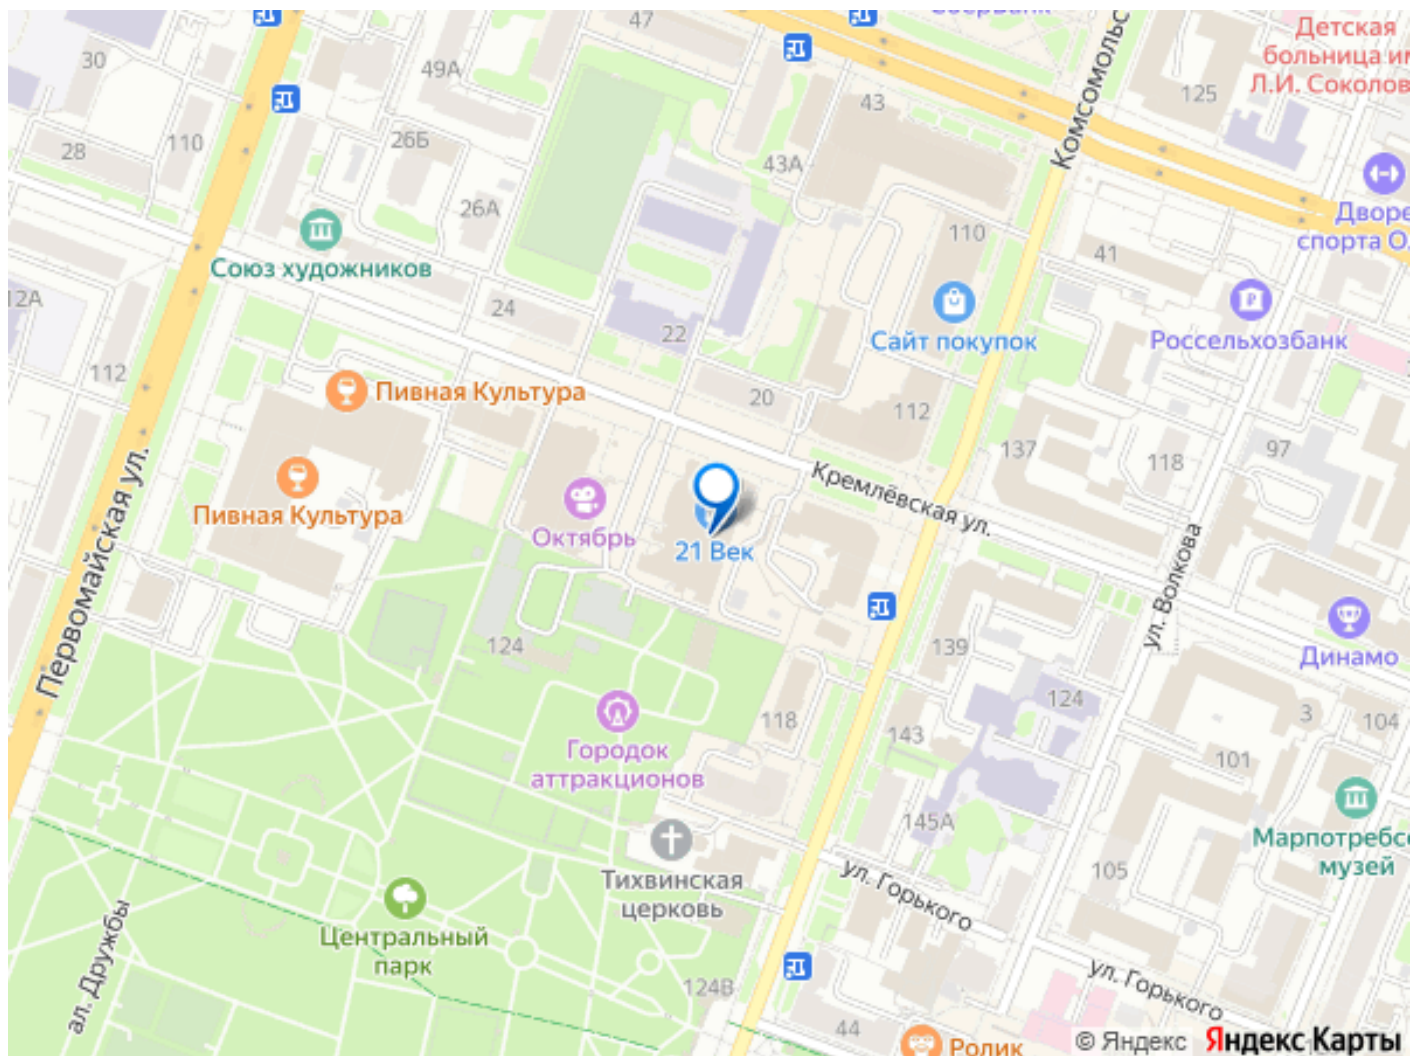 47
СберБанк
Детская
больница им
Л.И. Соколов
30
49А
43
125
Комсомольс
110
26Б
28
43А
26А
Дворе
спорта О.
110
41
Союз художников
12А
24
22
Сайт покупок
Россельхозбанк
112
Пивная Культура
20
112
137
118
97
Кремлёвская ул.
Пивная Культура
Октябрь
21 Век
Первомайская ул.
ул. Волкова
124
139
Динамо
124
118
143
3
104
Городок
аттракционов
101
145А
Марпотребсо
музей
ул. Горького
105
Тихвинская
церковь
Центральный
парк
ал. Дружбы
ул. Горького
124В
44
Ролик
© Яндекс Яндекс Карты